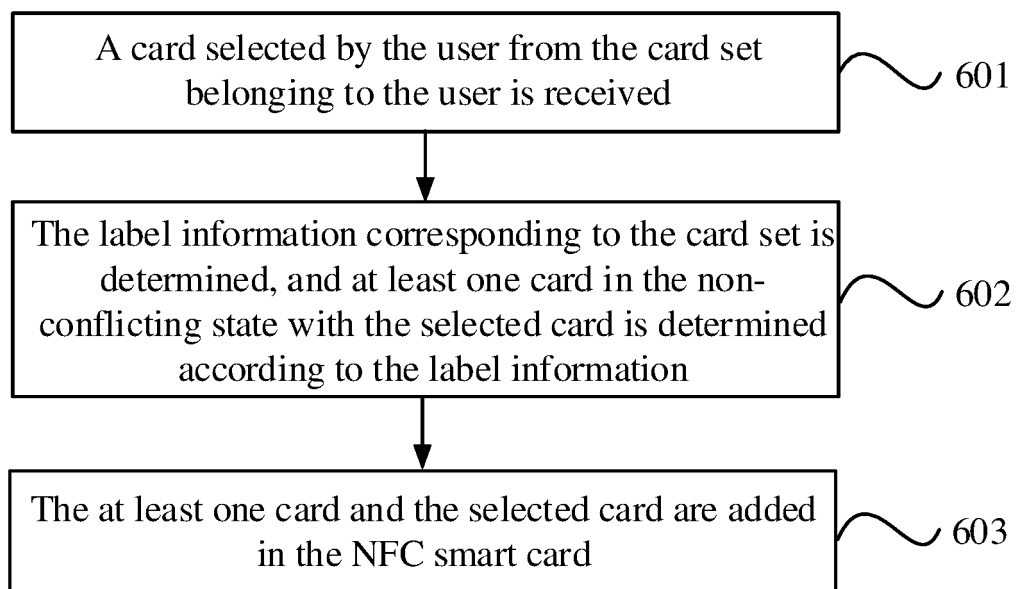 A card selected by the user from the card set
belonging to the user is received
601
The label information corresponding to the card set is
determined, and at least one card in the non-
conflicting state with the selected card is determined
according to the label information
602
The at least one card and the selected card are added
in the NFC smart card
603